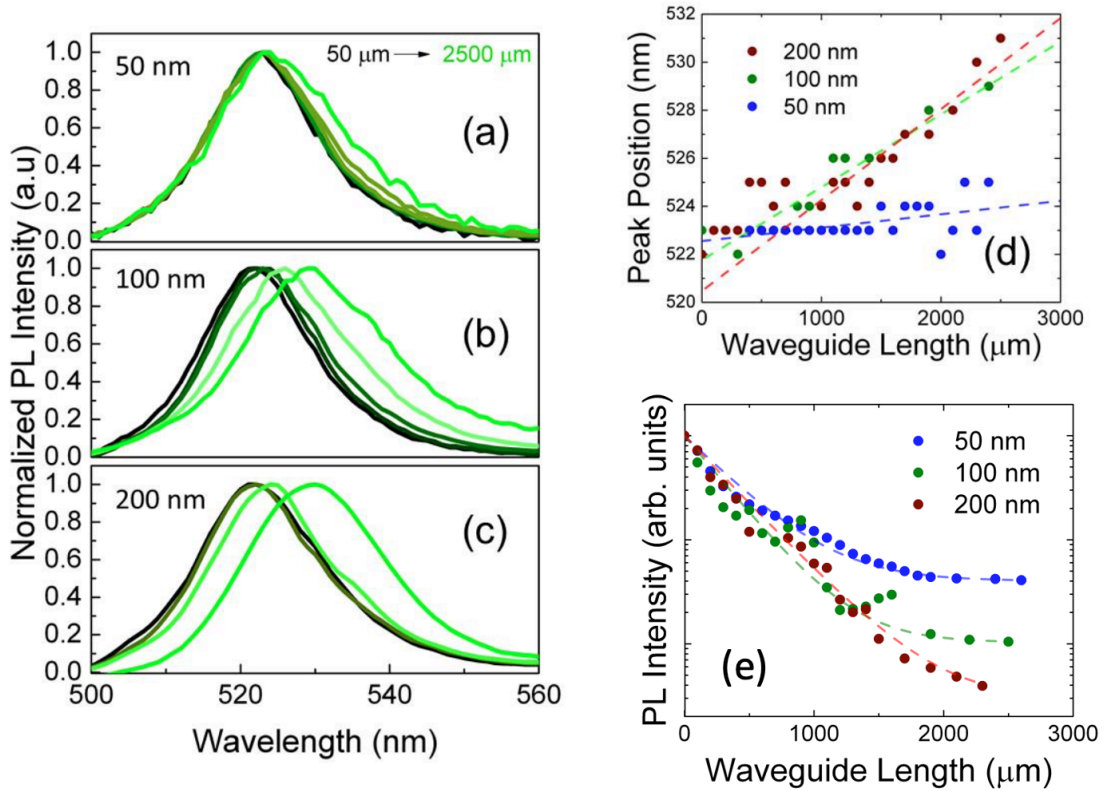 Normalized PL Intensity (a.u)
50 nm
50 μm
2500 μm
(a)
1.0
0.8
0.6
0.4
0.2
0.0
100 nm
(b)
1.0
0.8
0.6
0.4
0.2
0.0
200 nm
(c)
1.0
0.8
0.6
0.4
0.2
0.0
500 520 540 560
Wavelength (nm)
Peak Position (nm)
532
530
528
526
524
522
520
200 nm
100 nm
50 nm
(d)
0 1000 2000 3000
Waveguide Length (μm)
PL Intensity (arb. units)
50 nm
100 nm
200 nm
(e)
0 1000 2000 3000
Waveguide Length (μm)